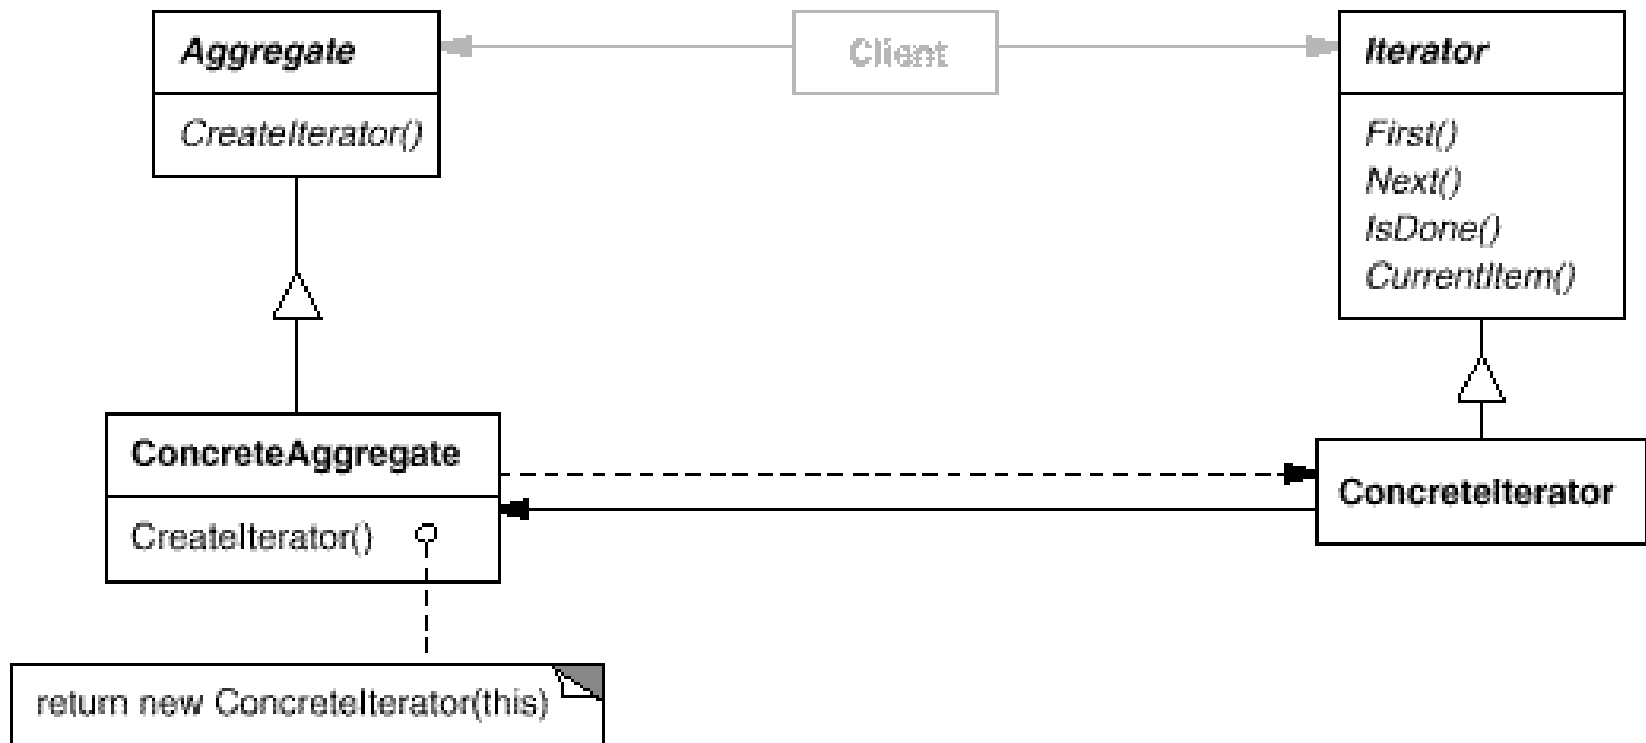 Aggregate
CreateIterator()
Client
Iterator
First()
Next()
IsDone()
CurrentItem()
ConcreteAggregate
CreateIterator()
ConcreteIterator
return new ConcreteIterator(this)